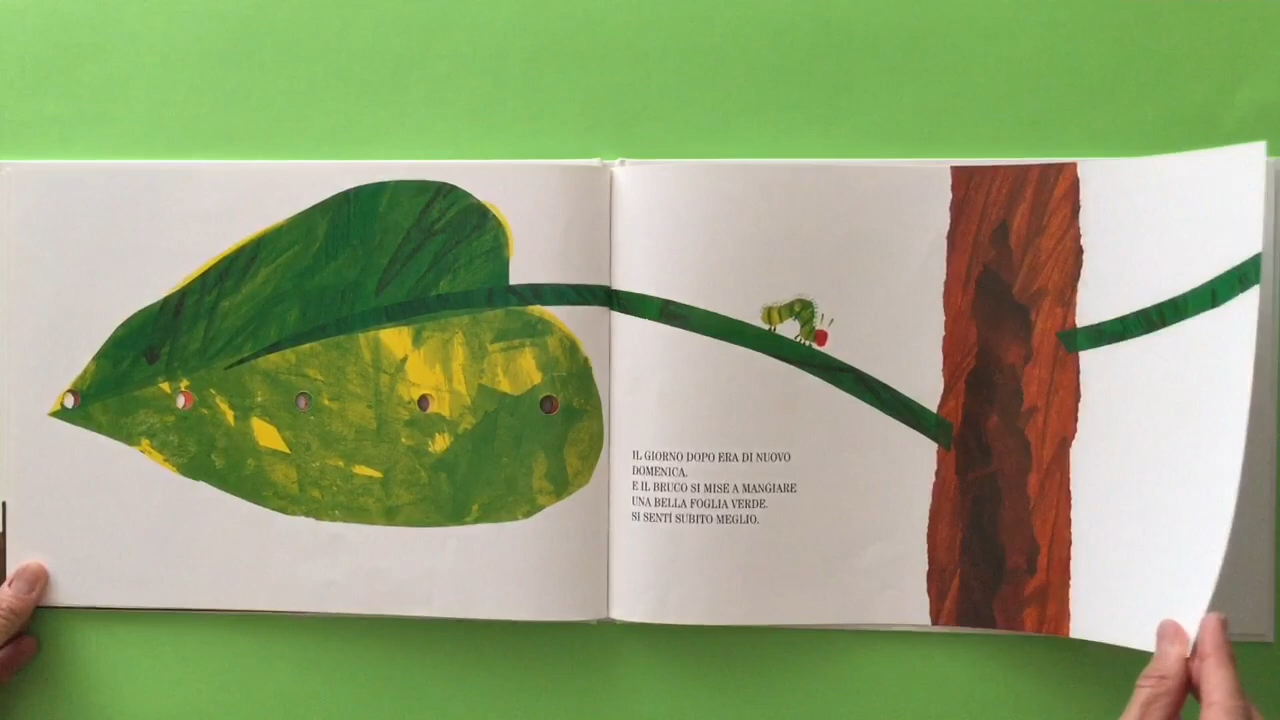 IL GIORNO DOPO ERA DI NUOVO
DOMENICA.
E IL BRUCO SI MISE A MANGIARE
UNA BELLA FOGLIA VERDE.
SI SENTÌ SUBITO MEGLIO.